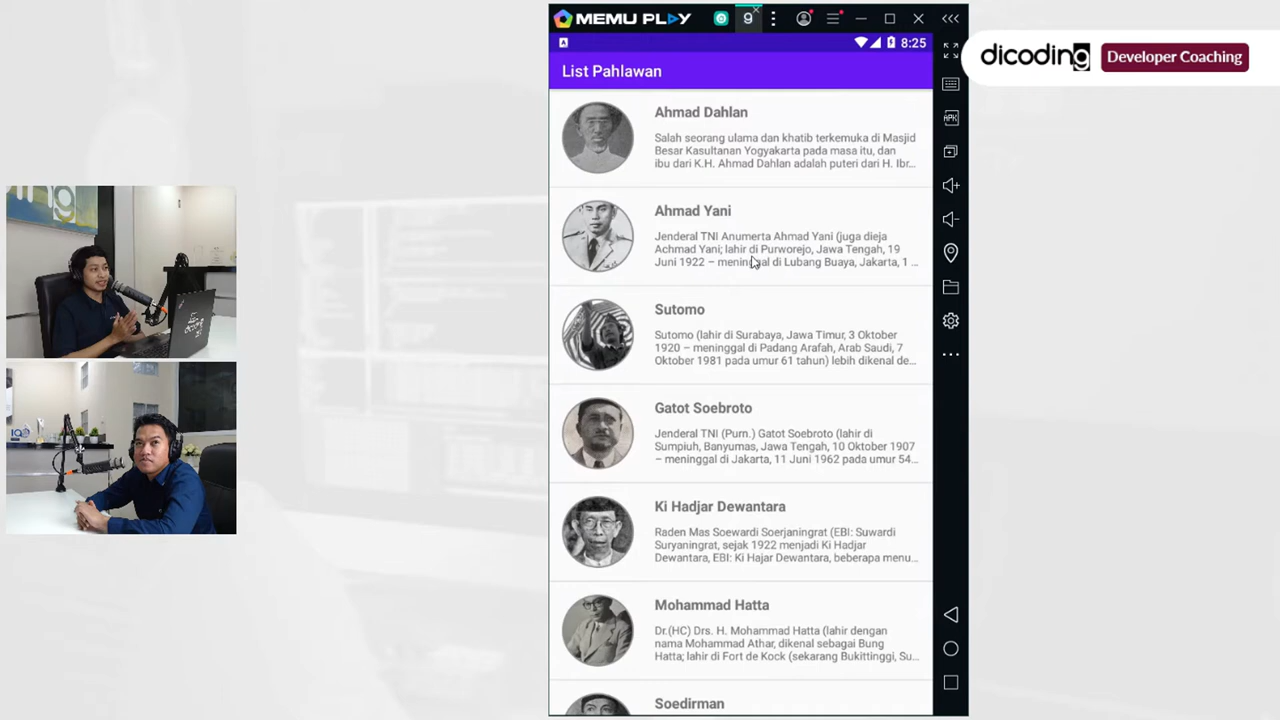 MEMU PLAY
9
8:25
dicoding
Developer Coaching
List Pahlawan
APK
Ahmad Dahlan
Salah seorang ulama dan khatib terkemuka di Masjid
Besar Kasultanan Yogyakarta pada masa itu, dan
ibu dari K.H. Ahmad Dahlan adalah puteri dari H. Ibr...
Ahmad Yani
Jenderal TNI Anumerta Ahmad Yani (juga dieja
Achmad Yani; lahir di Purworejo, Jawa Tengah, 19
Juni 1922 – meninggal di Lubang Buaya, Jakarta, 1 ...
Sutomo
Sutomo (lahir di Surabaya, Jawa Timur, 3 Oktober
1920 – meninggal di Padang Arafah, Arab Saudi, 7
Oktober 1981 pada umur 61 tahun) lebih dikenal de...
Gatot Soebroto
Jenderal TNI (Purn.) Gatot Soebroto (lahir di
Sumpiuh, Banyumas, Jawa Tengah, 10 Oktober 1907
– meninggal di Jakarta, 11 Juni 1962 pada umur 54...
Ki Hadjar Dewantara
Raden Mas Soewardi Soerjaningrat (EBI: Suwardi
Suryaningrat, sejak 1922 menjadi Ki Hadjar
Dewantara, EBI: Ki Hajar Dewantara, beberapa menu...
Mohammad Hatta
Dr.(HC) Drs. H. Mohammad Hatta (lahir dengan
nama Mohammad Athar, dikenal sebagai Bung
Hatta; lahir di Fort de Kock (sekarang Bukittinggi, Su...
Soedirman